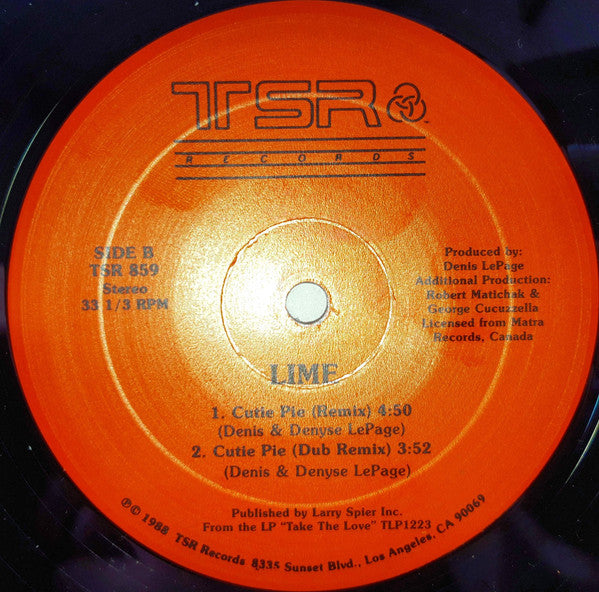 TSR
RECORDS
SIDE B
TSR 859
Stereo
33 1/3 RPM
Produced by:
Denis LePage
Additional Production:
Robert Matichak &
George Cucuzzella
Licensed from Matra
Records, Canada
LIME
1. Cutie Pie (Remix) 4:50
(Denis & Denyse LePage)
2. Cutie Pie (Dub Remix) 3:52
(Denis & Denyse LePage)
Published by Larry Spier Inc.
From the LP "Take The Love" TLP1223
℗© 1988 TSR Records 8335 Sunset Blvd., Los Angeles, CA 90069